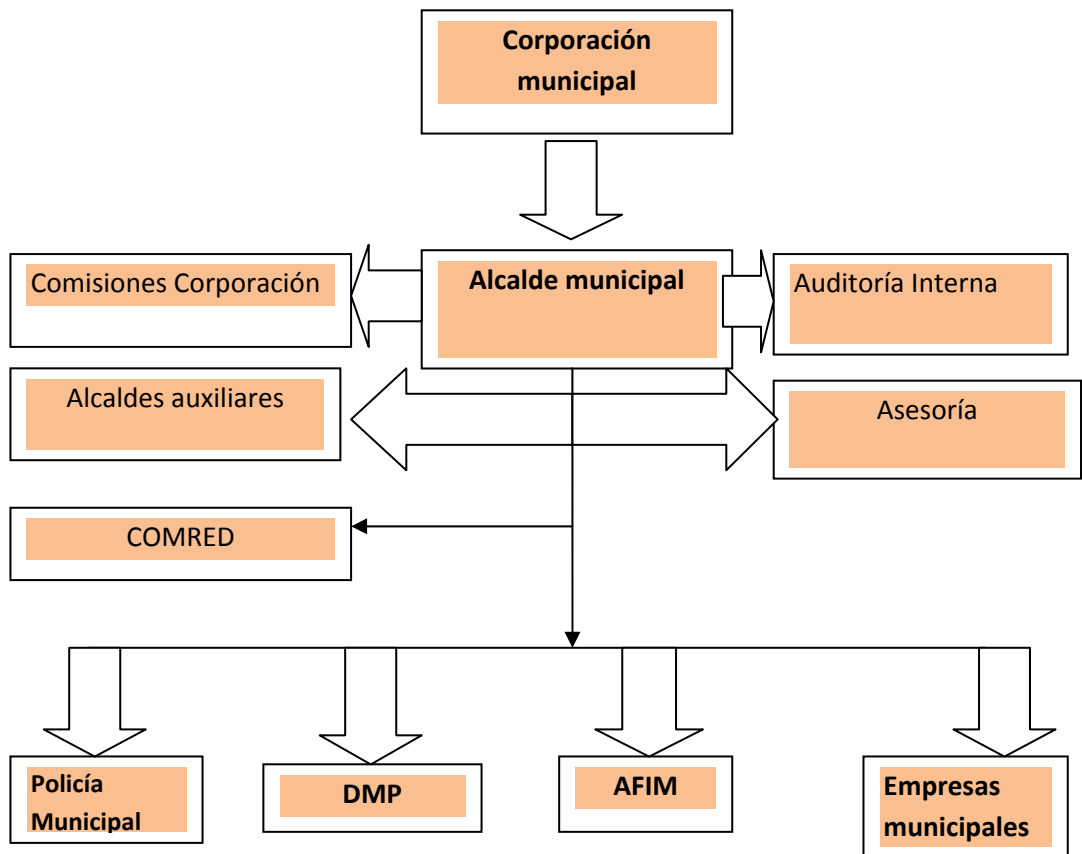 Corporación
municipal
Comisiones Corporación
Alcalde municipal
Auditoría Interna
Alcaldes auxiliares
Asesoría
COMRED
Policía
Municipal
DMP
AFIM
Empresas
municipales